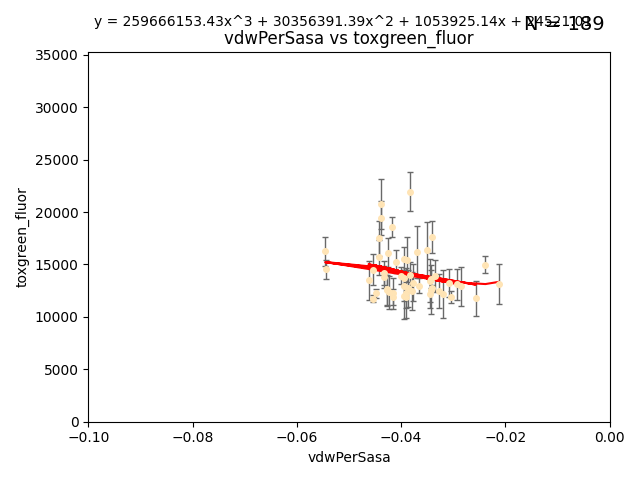 y = 259666153.43x^3 + 30356391.39x^2 + 1053925.14x +
N = 189
vdwPerSasa vs toxgreen_fluor
35000
30000
25000
20000
15000
10000
5000
0
toxgreen_fluor
−0.10
−0.08
−0.06
−0.04
−0.02
0.00
vdwPerSasa